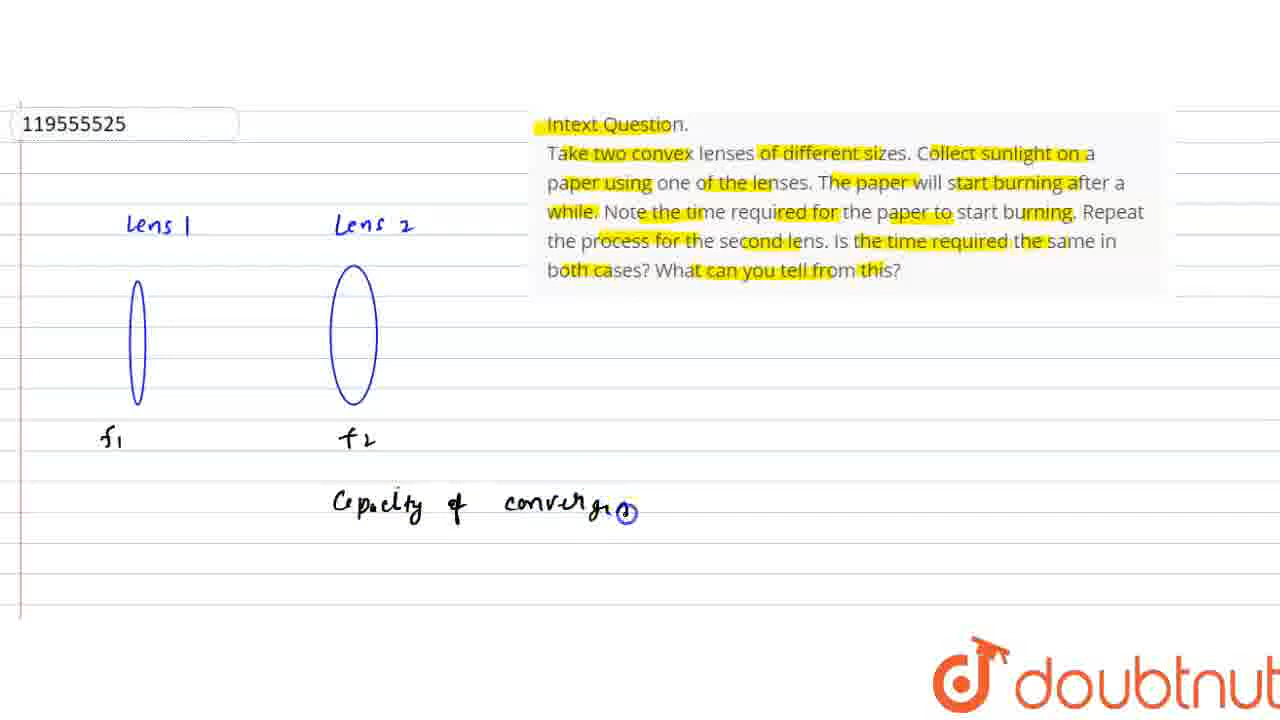 119555525
Intext Question.
Take two convex lenses of different sizes. Collect sunlight on a
paper using one of the lenses. The paper will start burning after a
while. Note the time required for the paper to start burning. Repeat
the process for the second lens. Is the time required the same in
both cases? What can you tell from this?
Lens 1 Lens 2
f1 f2
Capacity of
doubtnut